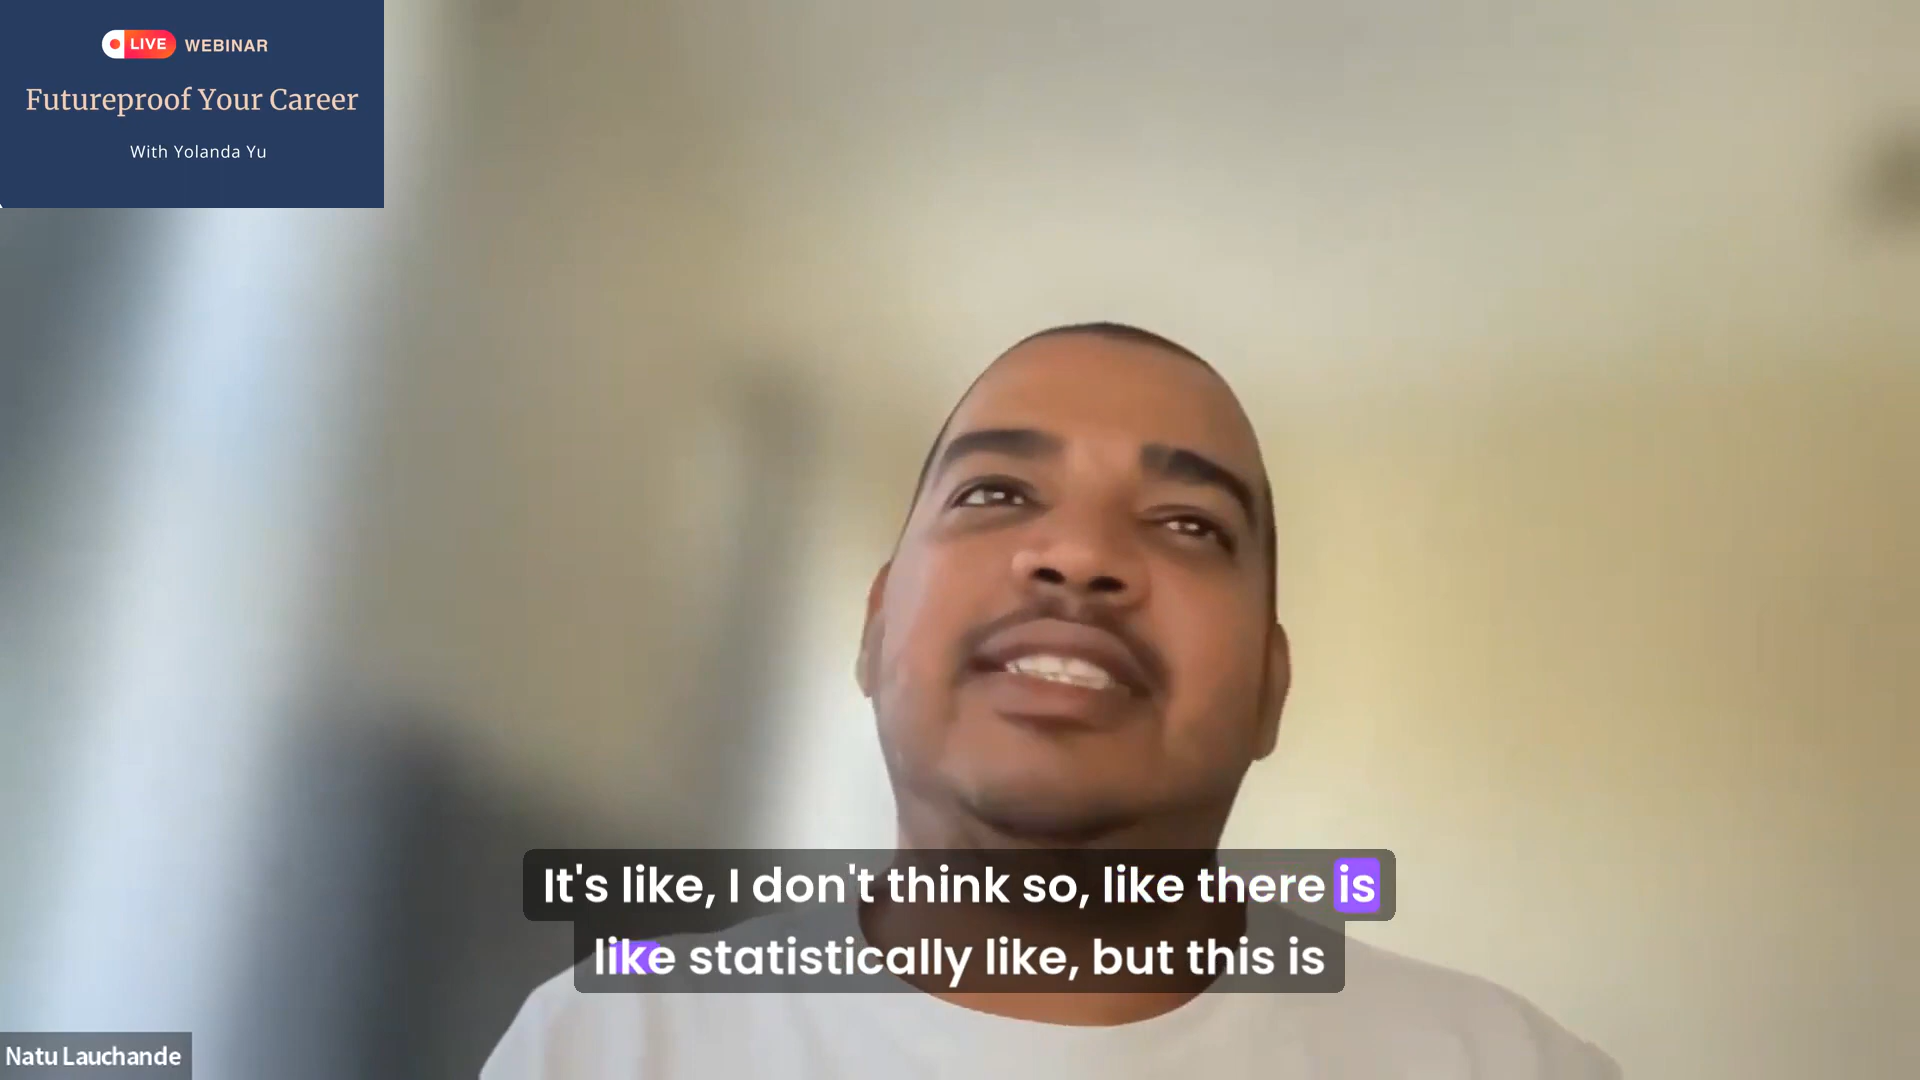 LIVE WEBINAR
Futureproof Your Career
With Yolanda Yu
It's like, I don't think so, like there is
like statistically like, but this is
Natu Lauchande